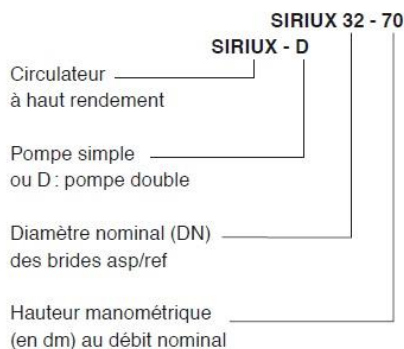 SIRIUX 32 - 70
SIRIUX - D
Circulateur
à haut rendement
Pompe simple
ou D : pompe double
Diamètre nominal (DN)
des brides asp/ref
Hauteur manométrique
(en dm) au débit nominal